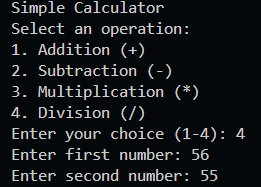 Simple Calculator
Select an operation:
1. Addition (+)
2. Subtraction (-)
3. Multiplication (*)
4. Division (/)
Enter your choice (1-4): 4
Enter first number: 56
Enter second number: 55